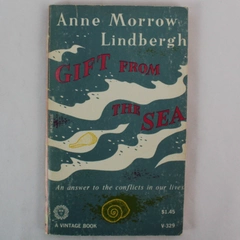 Anne Morrow
Lindbergh
GIFT FROM
THE SEA
An answer to the conflicts in our lives
$1.45
A VINTAGE BOOK
V-329